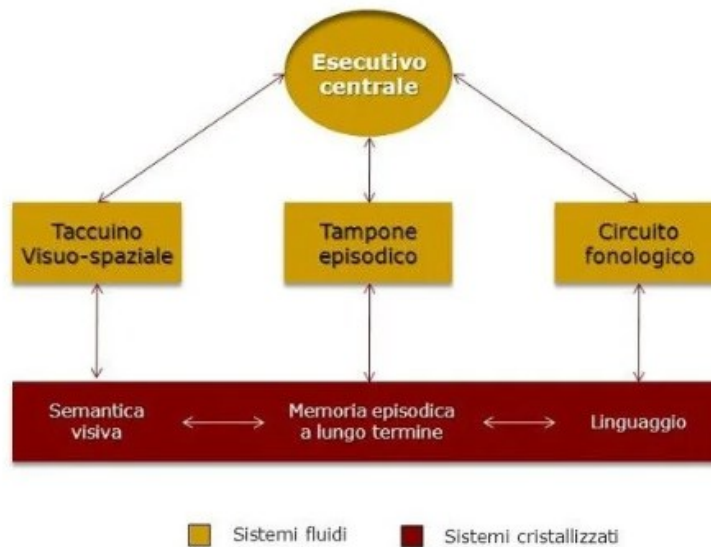 Esecutivo
centrale
Taccuino
Visuo-spaziale
Tampone
episodico
Circuito
fonologico
Semantica
visiva
Memoria episodica
a lungo termine
Linguaggio
Sistemi fluidi
Sistemi cristallizzati